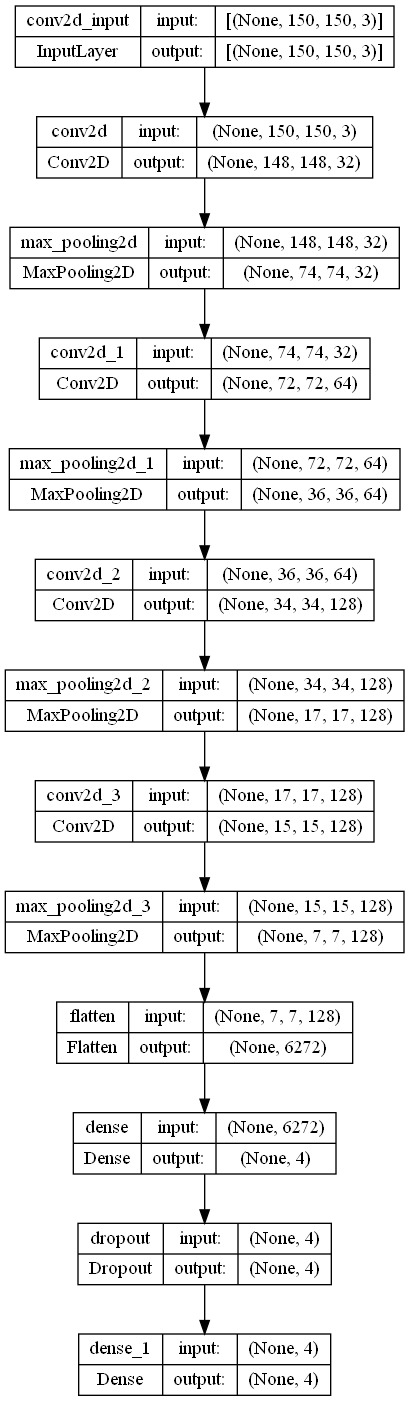 conv2d_input input: [(None, 150, 150, 3)]
InputLayer output: [(None, 150, 150, 3)]
conv2d input: (None, 150, 150, 3)
Conv2D output: (None, 148, 148, 32)
max_pooling2d input: (None, 148, 148, 32)
MaxPooling2D output: (None, 74, 74, 32)
conv2d_1 input: (None, 74, 74, 32)
Conv2D output: (None, 72, 72, 64)
max_pooling2d_1 input: (None, 72, 72, 64)
MaxPooling2D output: (None, 36, 36, 64)
conv2d_2 input: (None, 36, 36, 64)
Conv2D output: (None, 34, 34, 128)
max_pooling2d_2 input: (None, 34, 34, 128)
MaxPooling2D output: (None, 17, 17, 128)
conv2d_3 input: (None, 17, 17, 128)
Conv2D output: (None, 15, 15, 128)
max_pooling2d_3 input: (None, 15, 15, 128)
MaxPooling2D output: (None, 7, 7, 128)
flatten input: (None, 7, 7, 128)
Flatten output: (None, 6272)
dense input: (None, 6272)
Dense output: (None, 4)
dropout input: (None, 4)
Dropout output: (None, 4)
dense_1 input: (None, 4)
Dense output: (None, 4)